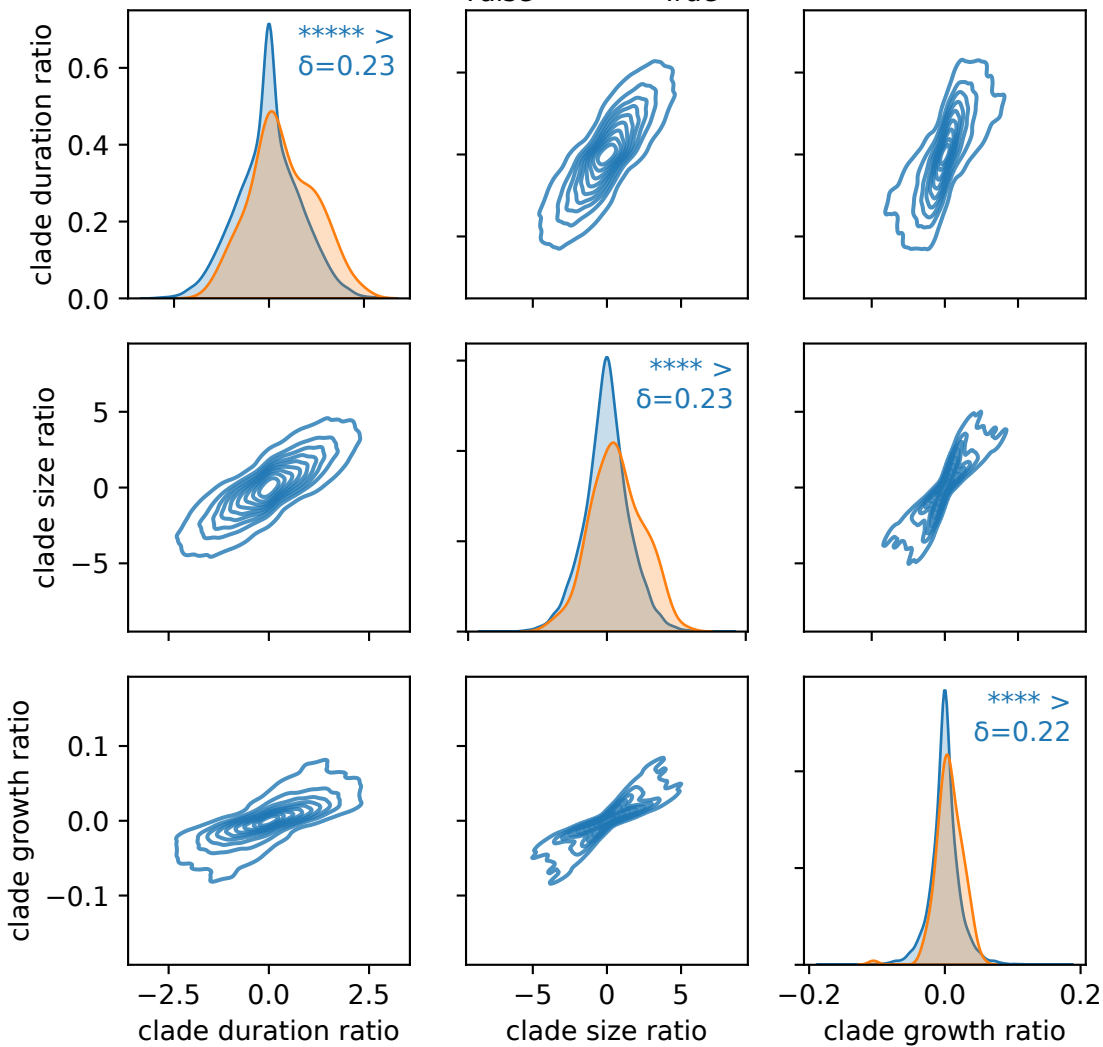 ***** >
δ=0.23
clade duration ratio
0.6
0.4
0.2
0.0
**** >
δ=0.23
clade size ratio
5
0
−5
**** >
δ=0.22
clade growth ratio
0.1
0.0
−0.1
−2.5 0.0 2.5
−5 0 5
−0.2 0.0 0.2
clade duration ratio
clade size ratio
clade growth ratio